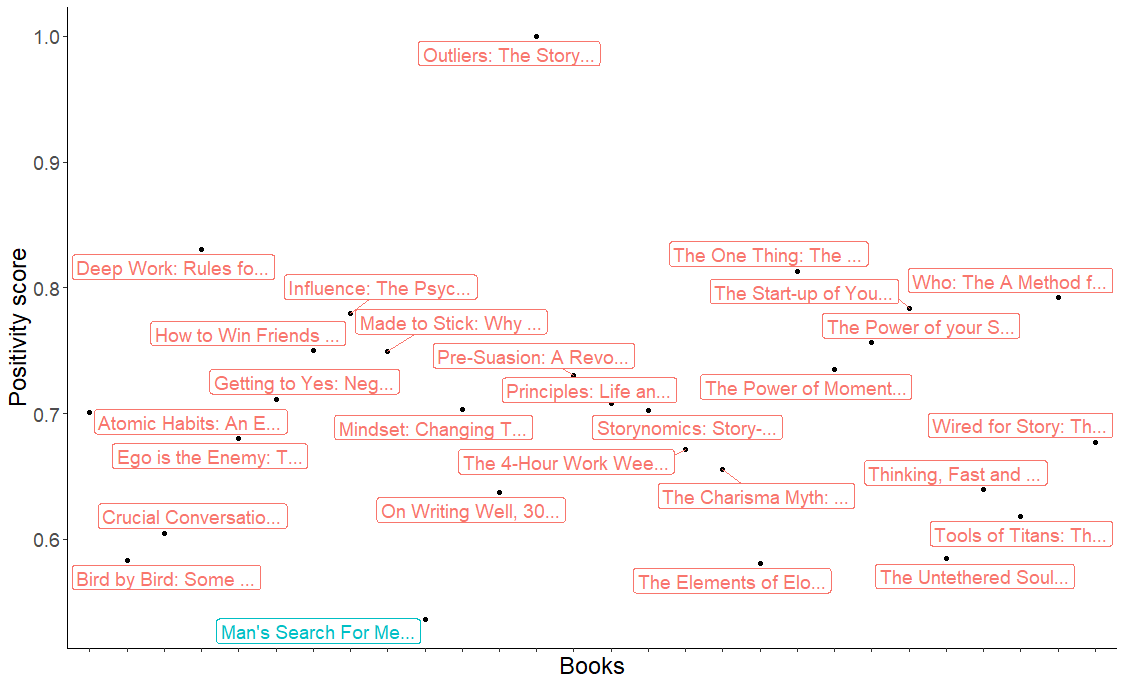 1.0
Outliers: The Story...
0.9
The One Thing: The ...
Deep Work: Rules fo...
Who: The A Method f...
0.8
Influence: The Psyc...
The Start-up of You...
Made to Stick: Why ...
The Power of your S...
How to Win Friends ...
Pre-Suasion: A Revo...
Getting to Yes: Neg...
The Power of Moment...
Principles: Life an...
0.7
Atomic Habits: An E...
Wired for Story: Th...
Mindset: Changing T...
Storynomics: Story-...
Ego is the Enemy: T...
The 4-Hour Work Wee...
Thinking, Fast and ...
The Charisma Myth: ...
On Writing Well, 30...
Crucial Conversatio...
Tools of Titans: Th...
0.6
Bird by Bird: Some ...
The Untethered Soul...
The Elements of Elo...
Man's Search For Me...
Positivity score
Books